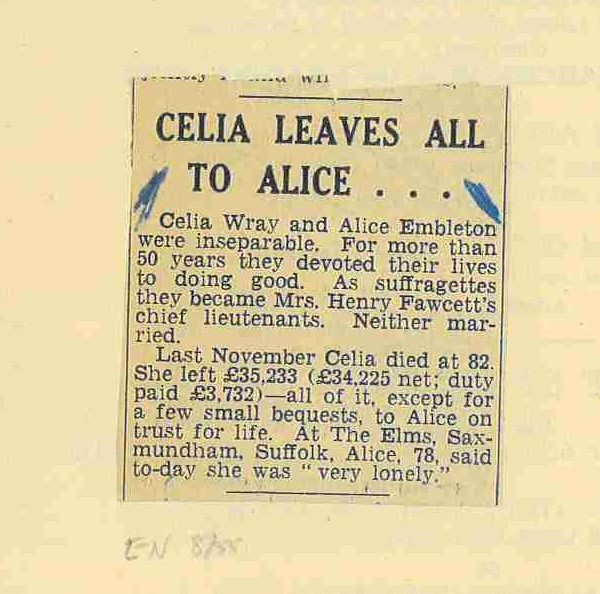 CELIA LEAVES ALL
TO ALICE . . .
Celia Wray and Alice Embleton
were inseparable. For more than
50 years they devoted their lives
to doing good. As suffragettes
they became Mrs. Henry Fawcett's
chief lieutenants. Neither mar-
ried.
Last November Celia died at 82.
She left £35,233 (£34,225 net; duty
paid £3,732)—all of it, except for
a few small bequests, to Alice on
trust for life. At The Elms, Sax-
mundham, Suffolk, Alice, 78, said
to-day she was " very lonely."
EN